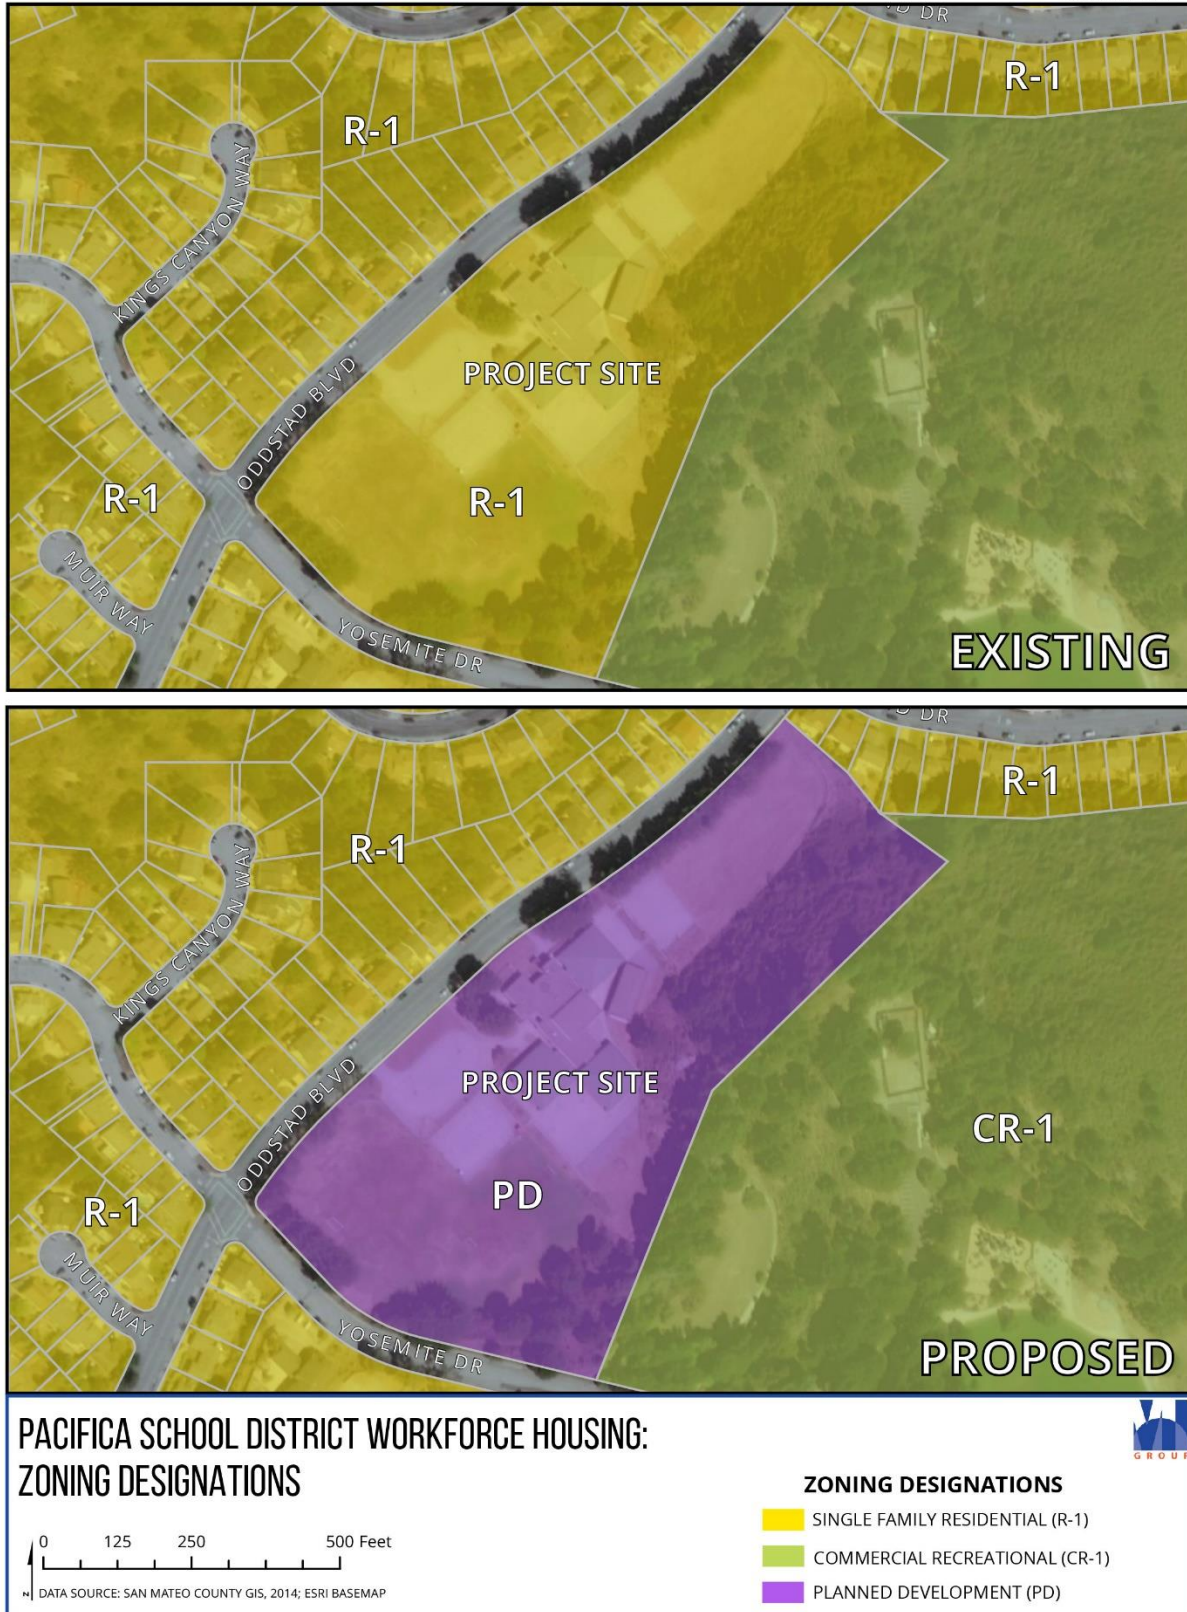 R-1
R-1
KINGS CANYON WAY
PROJECT SITE
ODDSTAD BLVD
R-1
R-1
MUIR WAY
YOSEMITE DR
EXISTING
DR
R-1
R-1
KINGS CANYON WAY
PROJECT SITE
ODDSTAD BLVD
CR-1
PD
R-1
MUIR WAY
YOSEMITE DR
PROPOSED
PACIFICA SCHOOL DISTRICT WORKFORCE HOUSING:
ZONING DESIGNATIONS
GROUP
ZONING DESIGNATIONS
SINGLE FAMILY RESIDENTIAL (R-1)
COMMERCIAL RECREATIONAL (CR-1)
PLANNED DEVELOPMENT (PD)
0 125 250 500 Feet
N
DATA SOURCE: SAN MATEO COUNTY GIS, 2014; ESRI BASEMAP